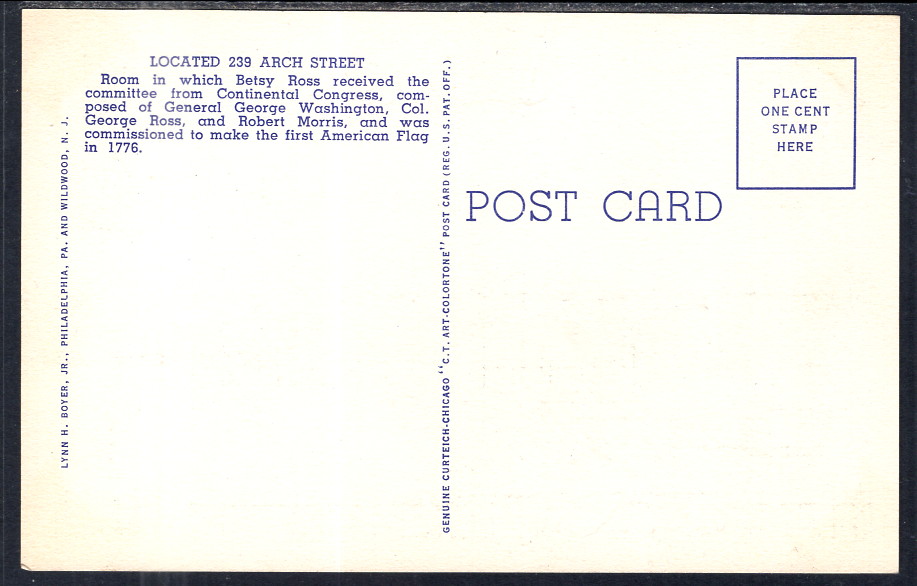 LOCATED 239 ARCH STREET
Room in which Betsy Ross received the
committee from Continental Congress, com-
posed of General George Washington, Col.
George Ross, and Robert Morris, and was
commissioned to make the first American Flag
in 1776.
LYNN H. BOYER, JR., PHILADELPHIA, PA. AND WILDWOOD, N. J.
GENUINE CURTEICH-CHICAGO "C.T. ART-COLORTONE" POST CARD (REG. U.S. PAT. OFF.)
POST CARD
PLACE
ONE CENT
STAMP
HERE